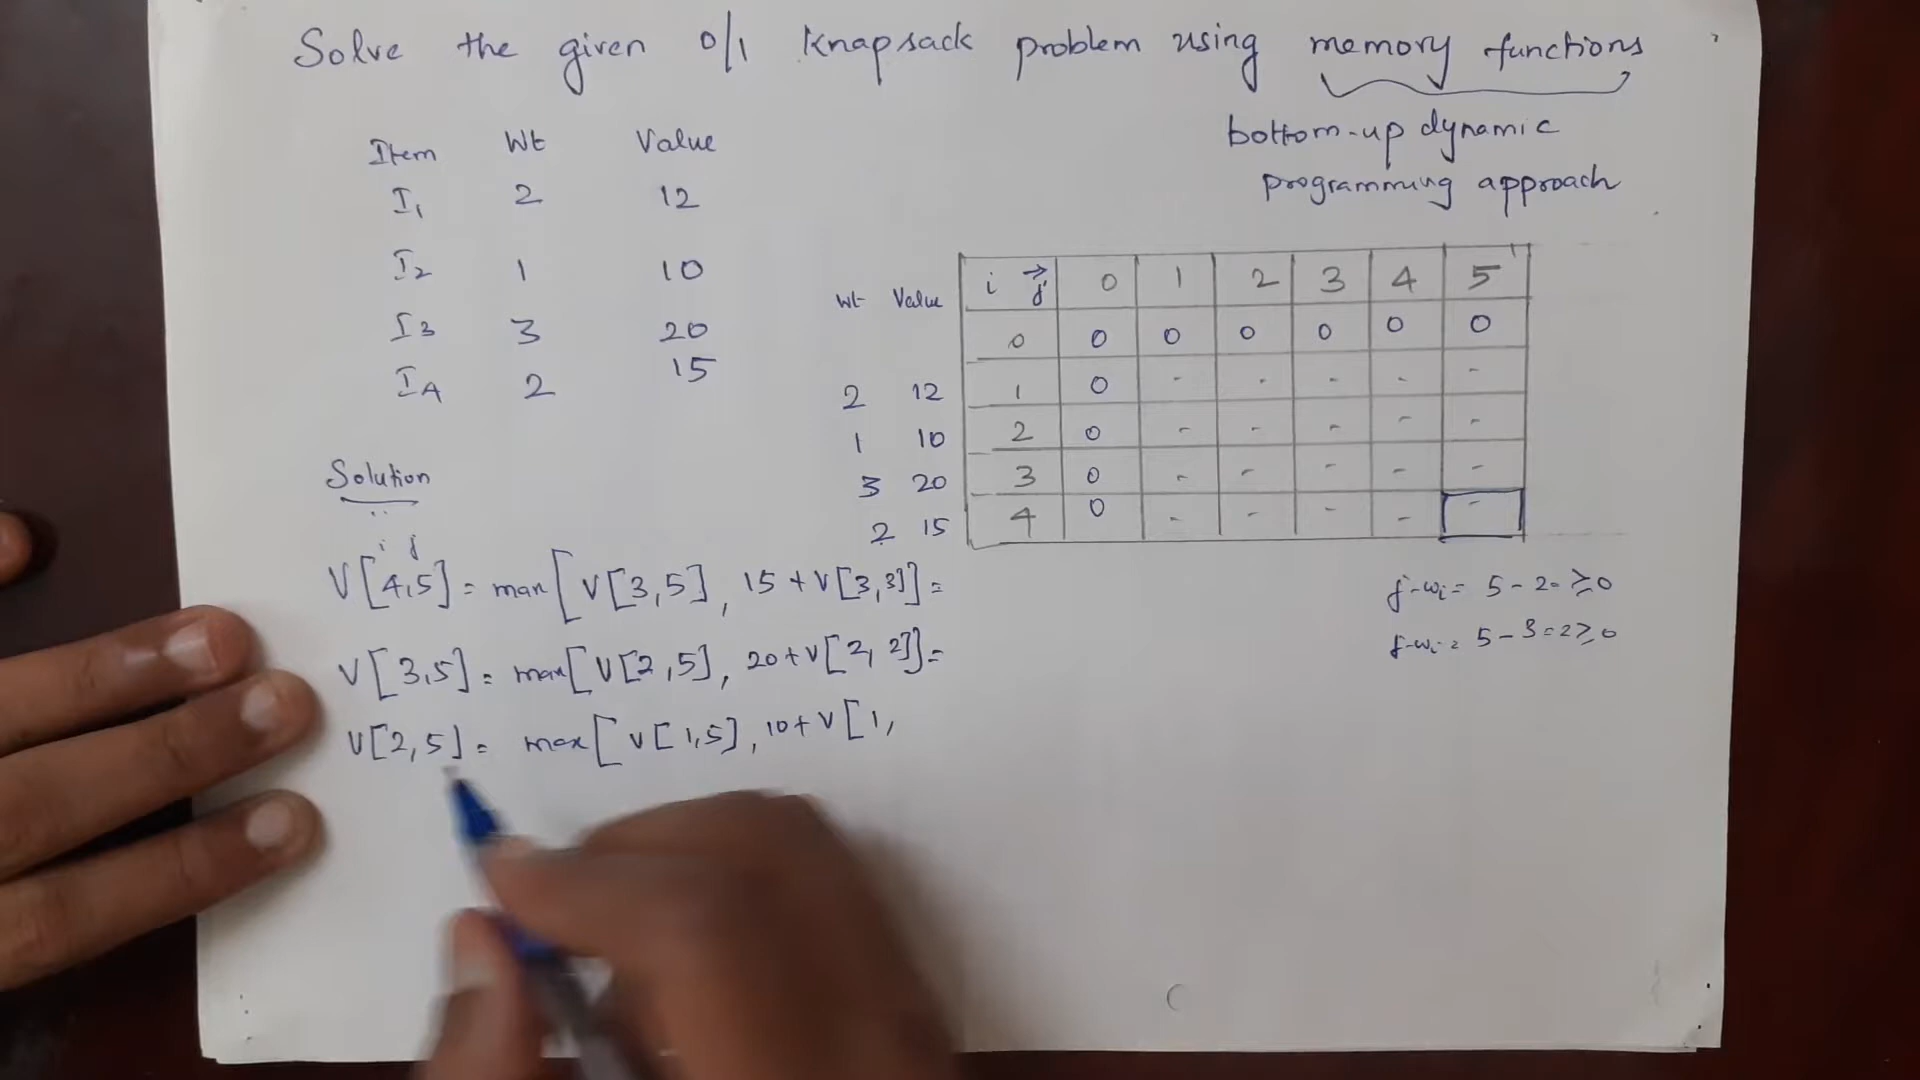 Solve the given 0/1 Knapsack problem using memory functions
bottom-up dynamic
programming approach
Item Wt Value
I1 2 12
I2 1 10
I3 3 20
I4 2 15
Wt Value i → j 0 1 2 3 4 5
0 0 0 0 0 0 0
2 12 1 0 - - - - -
1 10 2 0 - - - - -
3 20 3 0 - - - - -
2 15 4 0 - - - - -
Solution
i j
V[4,5] = max[V[3,5], 15+V[3,3]] =
V[3,5] = max[V[2,5], 20+V[2, 2]] =
V[2,5] = max[V[1,5], 10+V[1,
j-wi = 5-2 ≥ 0
j-wi = 5-3=2≥0